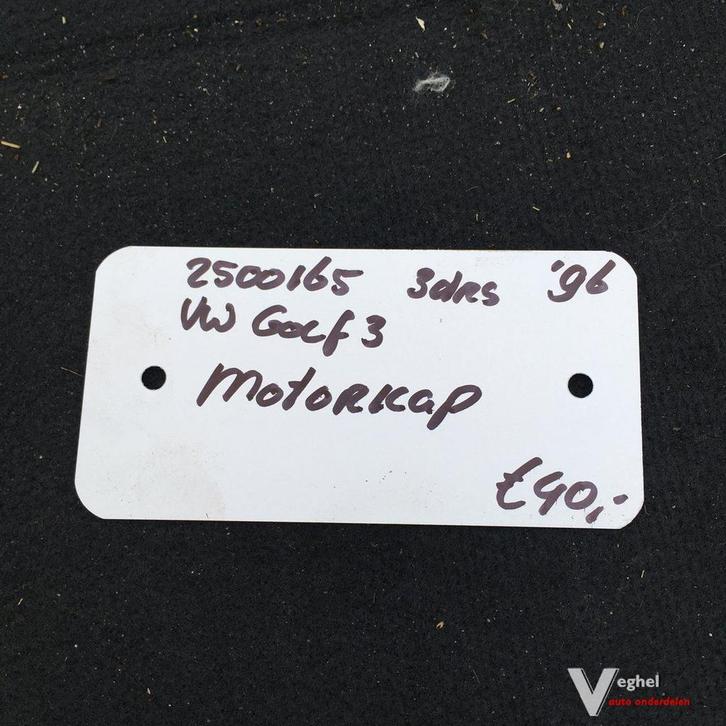 2500165 3drs '96
VW Golf 3
Motorkap
€40,-
Veghel
auto onderdelen